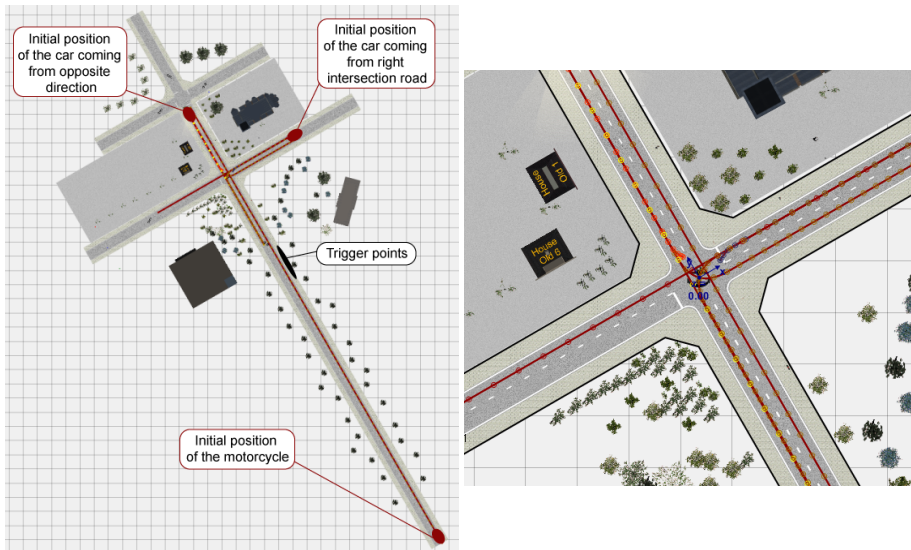 Initial position
of the car coming
from opposite
direction
Initial position
of the car coming
from right
intersection road
Trigger points
Initial position
of the motorcycle
House
Old 1
House
Old 6
x
0.00